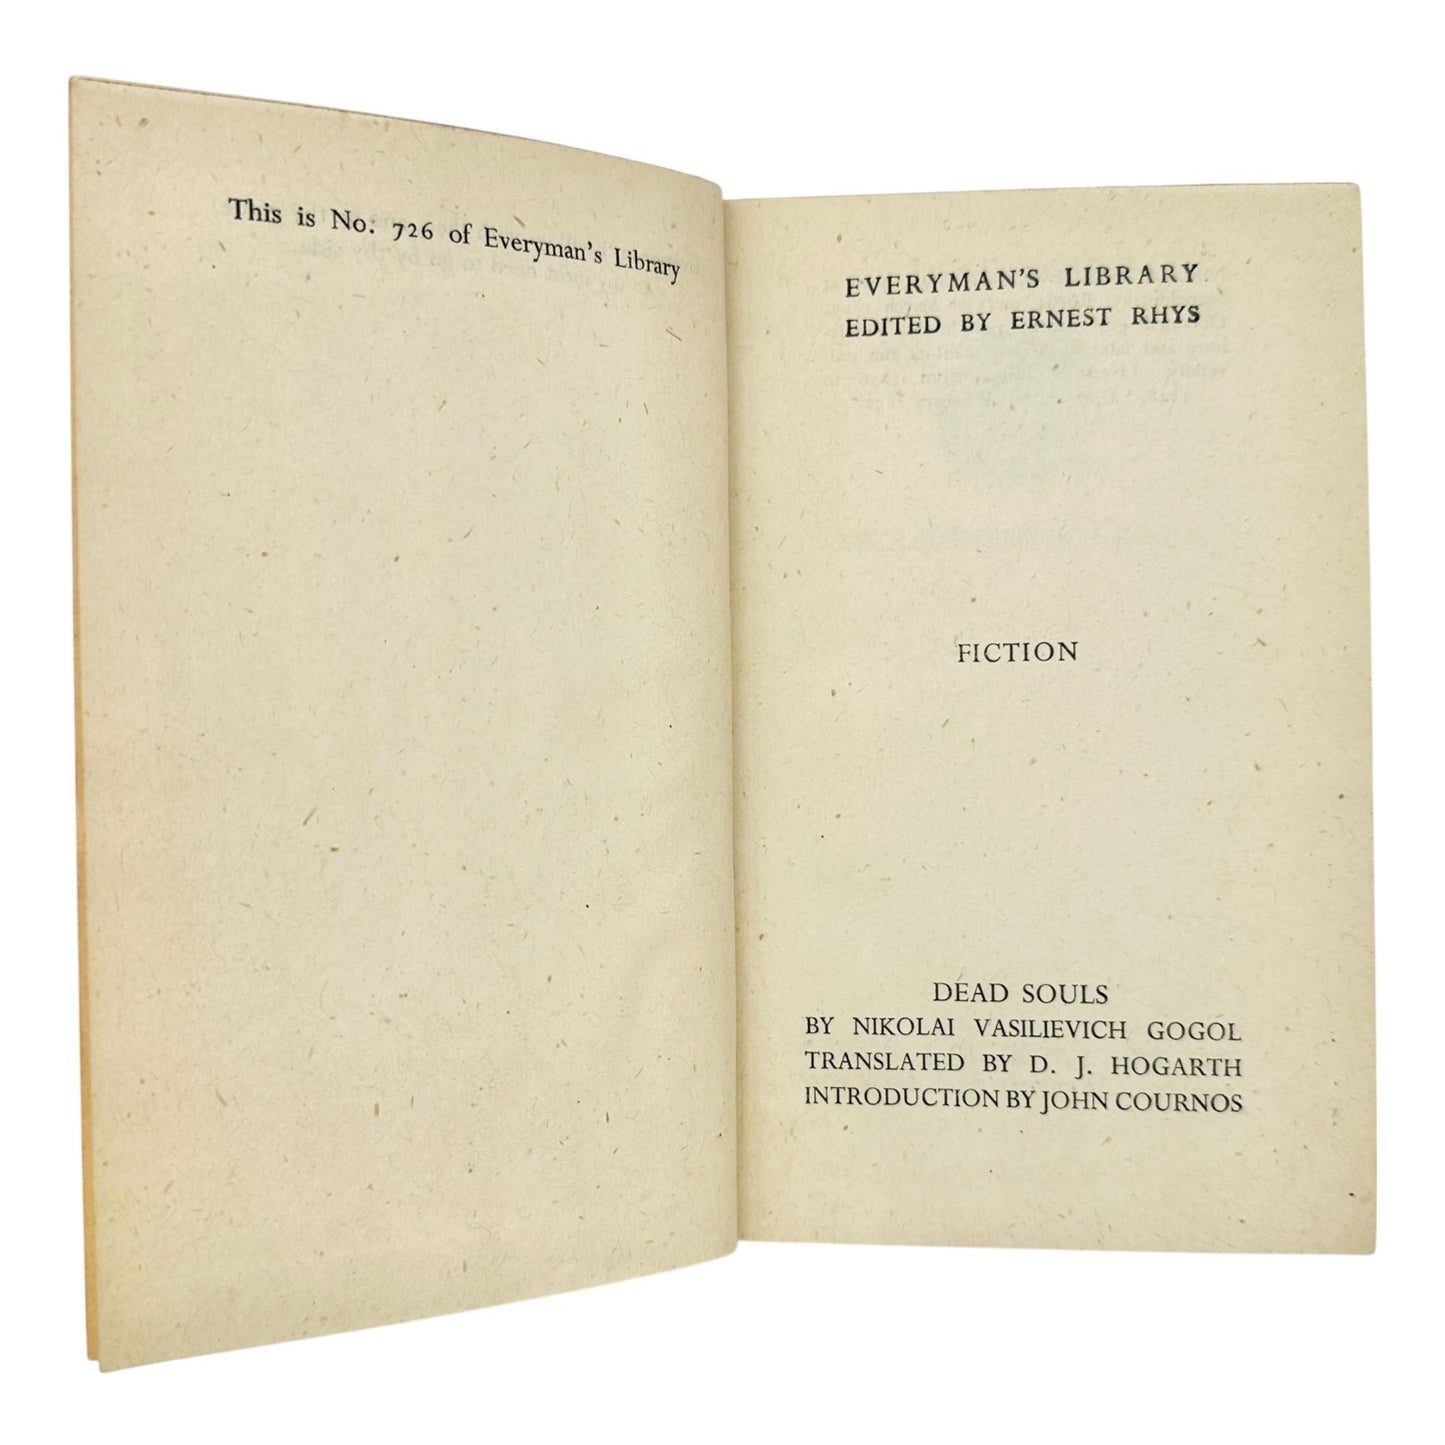 This is No. 726 of Everyman's Library
EVERYMAN'S LIBRARY
EDITED BY ERNEST RHYS
FICTION
DEAD SOULS
BY NIKOLAI VASILIEVICH GOGOL
TRANSLATED BY D. J. HOGARTH
INTRODUCTION BY JOHN COURNOS